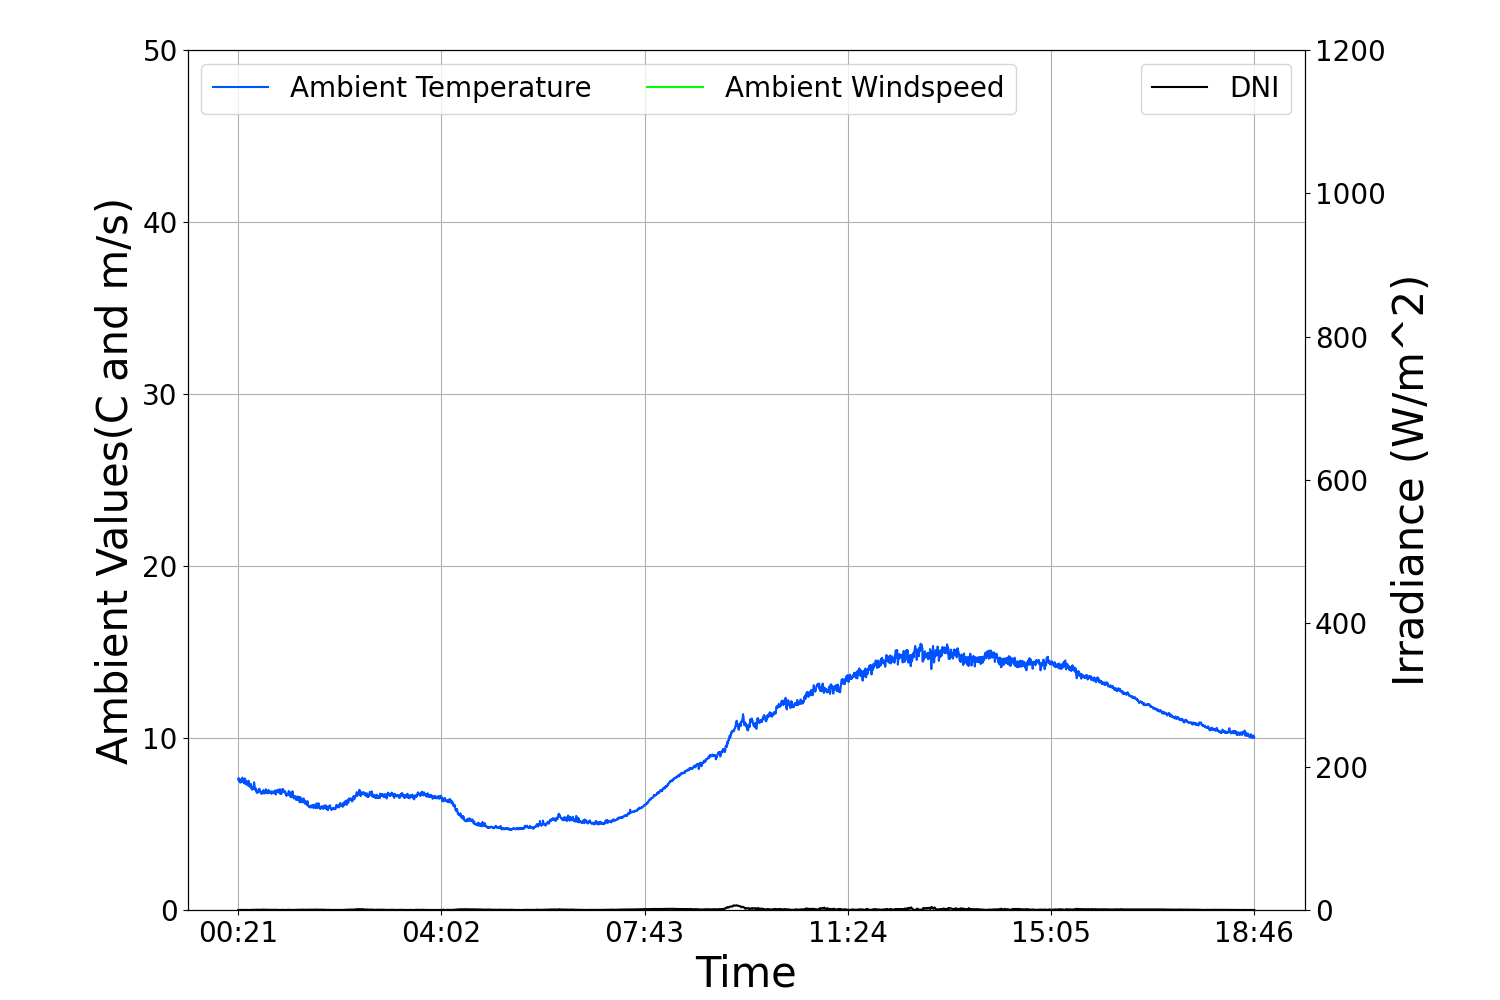 Ambient Temperature Ambient Windspeed DNI
50
40
30
20
10
0
Ambient Values(C and m/s)
1200
1000
800
600
400
200
0
Irradiance (W/m^2)
00:21 04:02 07:43 11:24 15:05 18:46
Time